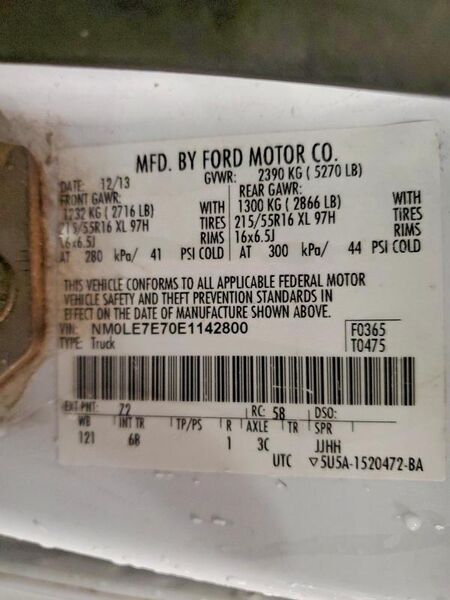 MFD. BY FORD MOTOR CO.
DATE: 12/13 GVWR: 2390 KG ( 5270 LB)
FRONT GAWR: REAR GAWR:
1232 KG ( 2716 LB) WITH 1300 KG ( 2866 LB) WITH
215/55R16 XL 97H TIRES 215/55R16 XL 97H TIRES
16x6.5J RIMS 16x6.5J RIMS
AT 280 kPa/ 41 PSI COLD AT 300 kPa/ 44 PSI COLD
THIS VEHICLE CONFORMS TO ALL APPLICABLE FEDERAL MOTOR
VEHICLE SAFETY AND THEFT PREVENTION STANDARDS IN
EFFECT ON THE DATE OF MANUFACTURE SHOWN ABOVE.
VIN: NM0LE7E70E1142800 F0365
TYPE: Truck T0475
EXT PNT: 72 RC: 58 DSO:
WB INT TR TP/PS R AXLE TR SPR
121 6B 1 3C JJHH
UTC ▽5U5A-1520472-BA